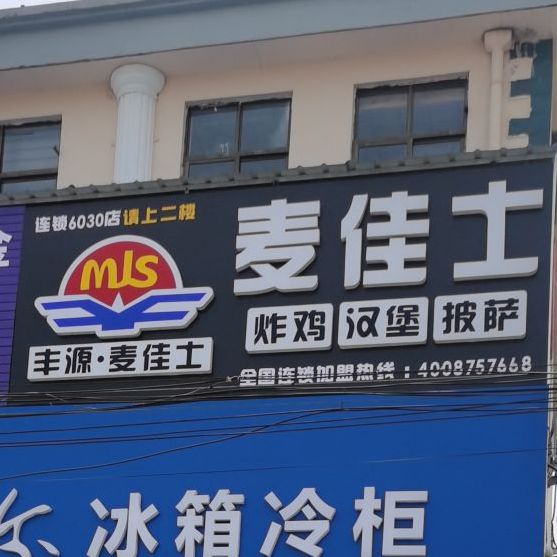 连锁6030店请上二楼
MJS
丰源·麦佳士
麦佳士
炸鸡 汉堡 披萨
全国连锁加盟热线：4008757668
冰箱冷柜